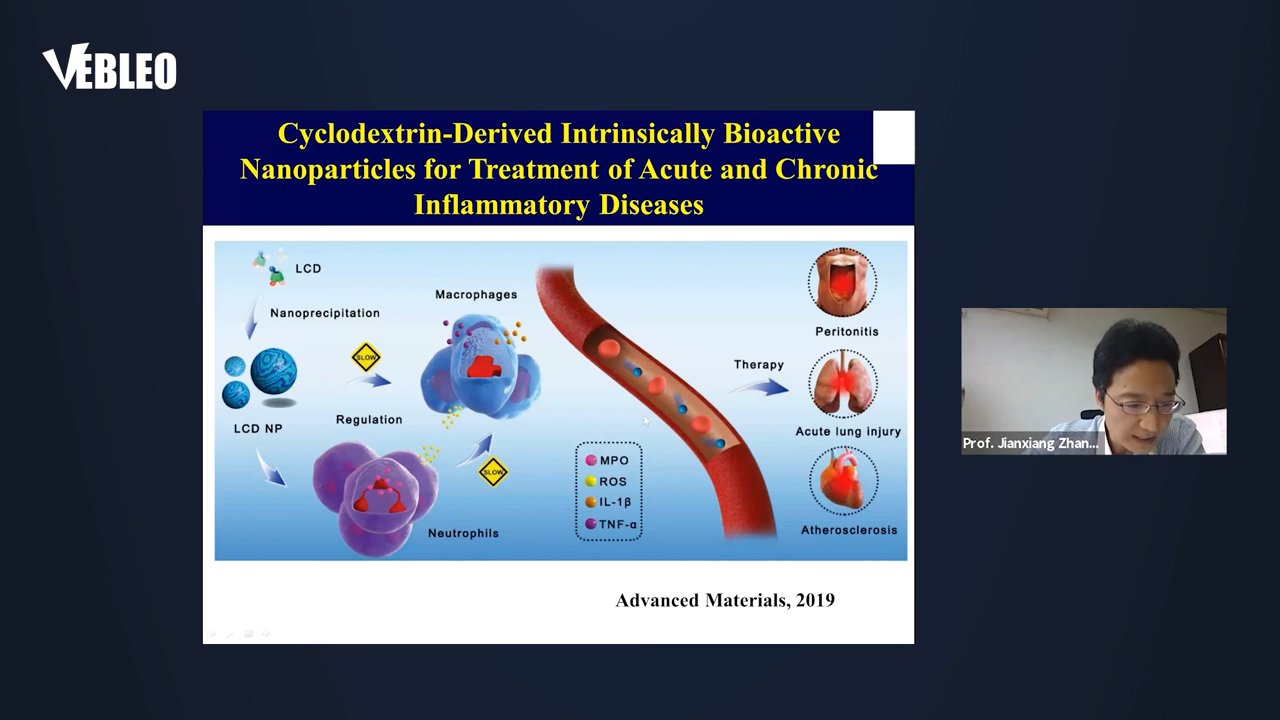 VEBLEO
Cyclodextrin-Derived Intrinsically Bioactive
Nanoparticles for Treatment of Acute and Chronic
Inflammatory Diseases
LCD
Nanoprecipitation
LCD NP
SLOW
Regulation
Macrophages
SLOW
Neutrophils
MPO
ROS
IL-1β
TNF-α
Therapy
Peritonitis
Acute lung injury
Atherosclerosis
Advanced Materials, 2019
Prof. Jianxiang Zhan...